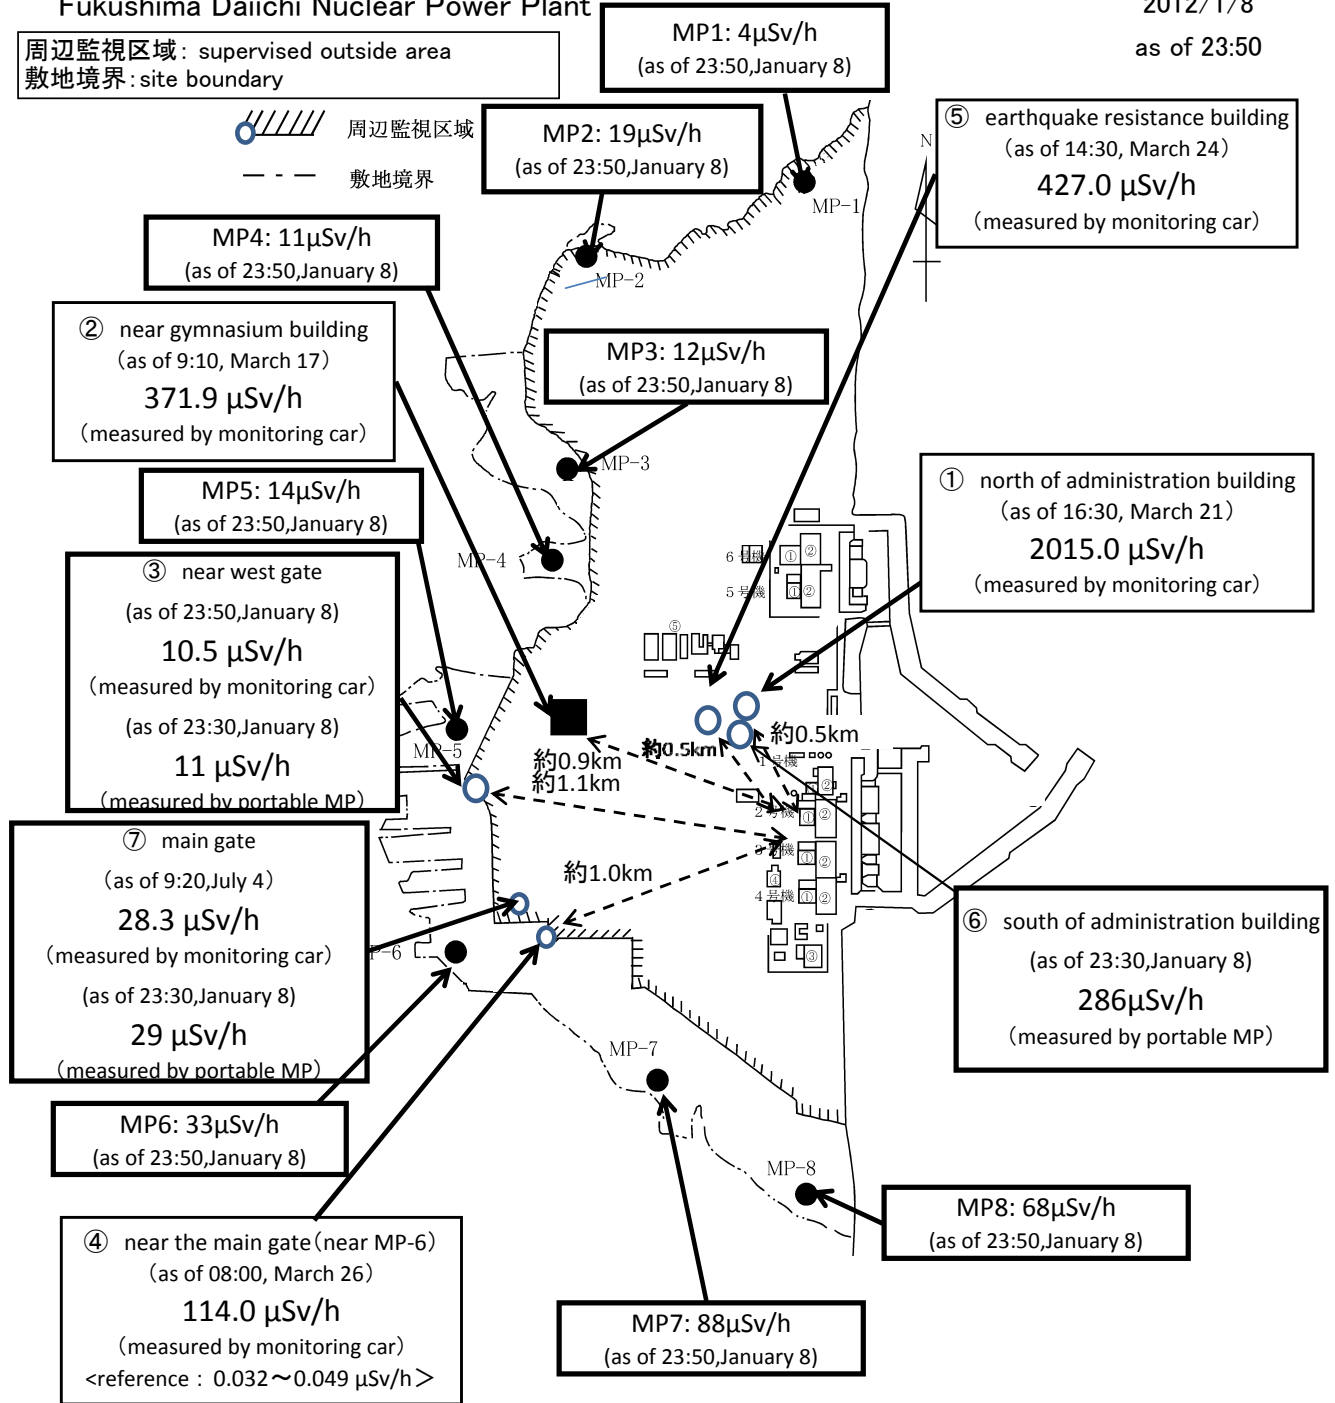 Fukushima Daiichi Nuclear Power Plant
2012/1/8
as of 23:50
周辺監視区域: supervised outside area
敷地境界:site boundary
周辺監視区域
敷地境界
MP1: 4μSv/h
(as of 23:50,January 8)
MP2: 19μSv/h
(as of 23:50,January 8)
⑤ earthquake resistance building
(as of 14:30, March 24)
427.0 μSv/h
(measured by monitoring car)
N
MP-1
MP4: 11μSv/h
(as of 23:50,January 8)
MP-2
② near gymnasium building
(as of 9:10, March 17)
371.9 μSv/h
(measured by monitoring car)
MP3: 12μSv/h
(as of 23:50,January 8)
MP-3
MP5: 14μSv/h
(as of 23:50,January 8)
① north of administration building
(as of 16:30, March 21)
2015.0 μSv/h
(measured by monitoring car)
MP-4
6号機
①
②
5号機
①
②
③ near west gate
(as of 23:50,January 8)
10.5 μSv/h
(measured by monitoring car)
(as of 23:30,January 8)
11 μSv/h
(measured by portable MP)
⑤
MP-5
約0.9km
約1.1km
約0.5km
約0.5km
1号機
①
②
2号機
①
②
3号機
①
②
④
4号機
①
②
③
約1.0km
⑦ main gate
(as of 9:20,July 4)
28.3 μSv/h
(measured by monitoring car)
(as of 23:30,January 8)
29 μSv/h
(measured by portable MP)
P-6
⑥ south of administration building
(as of 23:30,January 8)
286μSv/h
(measured by portable MP)
MP-7
MP6: 33μSv/h
(as of 23:50,January 8)
MP-8
MP8: 68μSv/h
(as of 23:50,January 8)
④ near the main gate(near MP-6)
(as of 08:00, March 26)
114.0 μSv/h
(measured by monitoring car)
<reference : 0.032～0.049 μSv/h>
MP7: 88μSv/h
(as of 23:50,January 8)